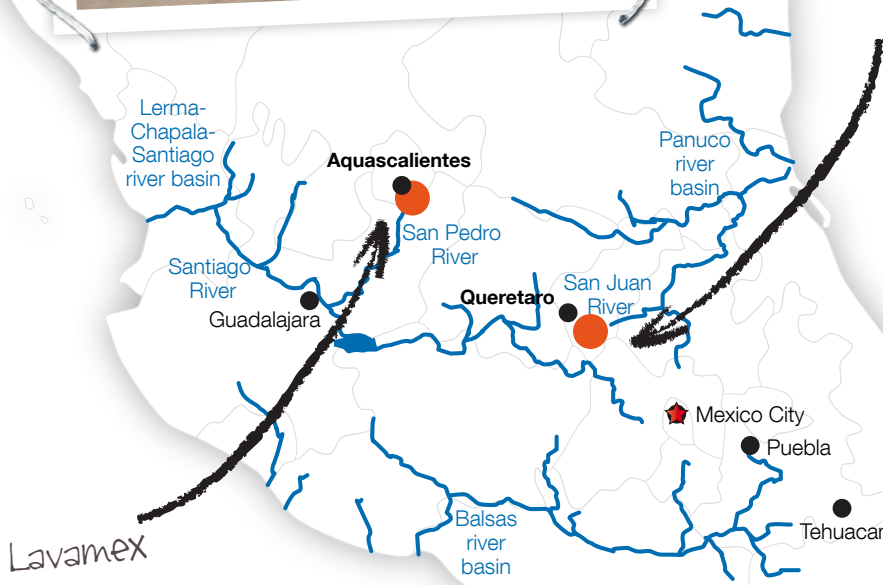 Lerma-
Chapala-
Santiago
river basin
Aquascalientes
Panuco
river
basin
San Pedro
River
Santiago
River
Guadalajara
Queretaro
San Juan
River
Mexico City
Puebla
Balsas
river
basin
Tehuacan
Lavamex